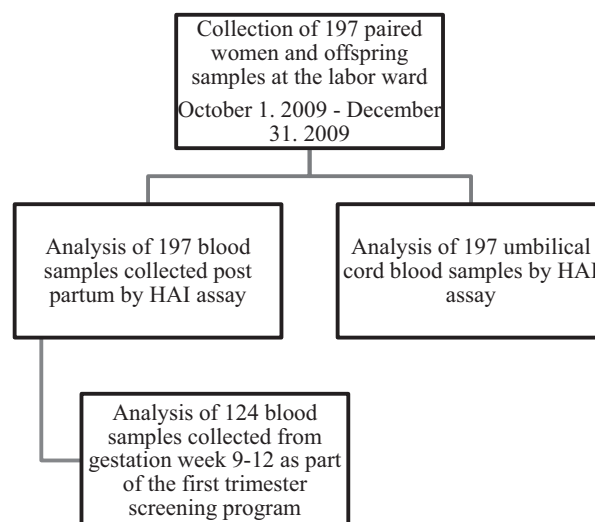 Collection of 197 paired
women and offspring
samples at the labor ward
October 1. 2009 - December
31. 2009
Analysis of 197 blood
samples collected post
partum by HAI assay
Analysis of 197 umbilical
cord blood samples by HAI
assay
Analysis of 124 blood
samples collected from
gestation week 9-12 as part
of the first trimester
screening program